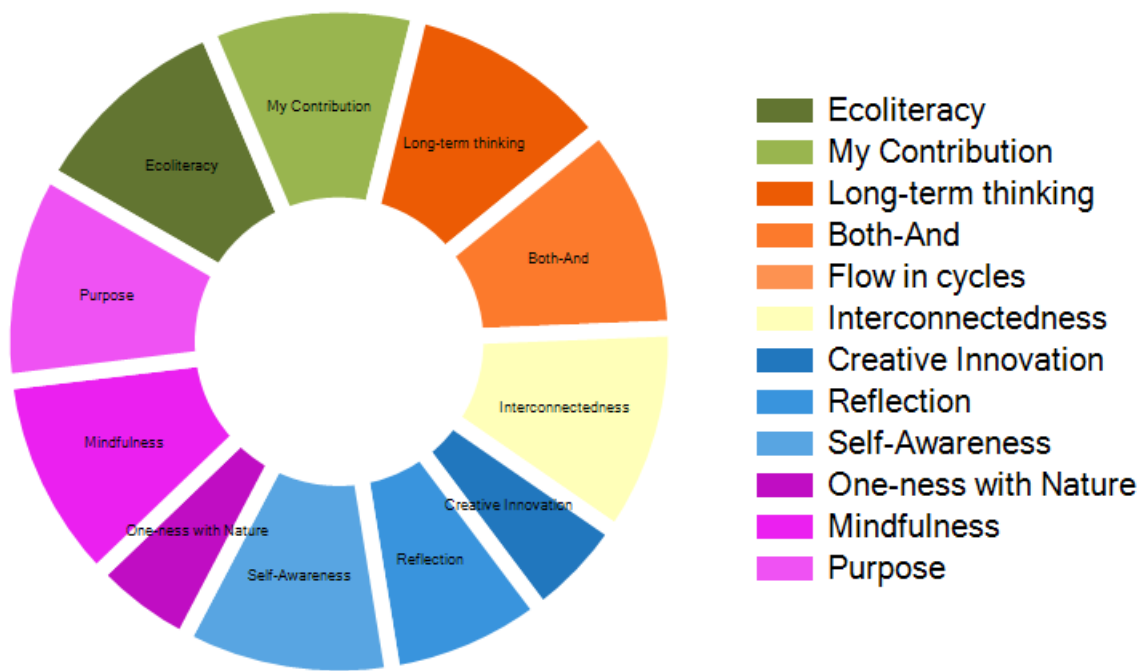 My Contribution
Long-term thinking
Ecoliteracy
Both-And
Purpose
Interconnectedness
Mindfulness
Creative Innovation
One-ness with Nature
Reflection
Self-Awareness
Ecoliteracy
My Contribution
Long-term thinking
Both-And
Flow in cycles
Interconnectedness
Creative Innovation
Reflection
Self-Awareness
One-ness with Nature
Mindfulness
Purpose